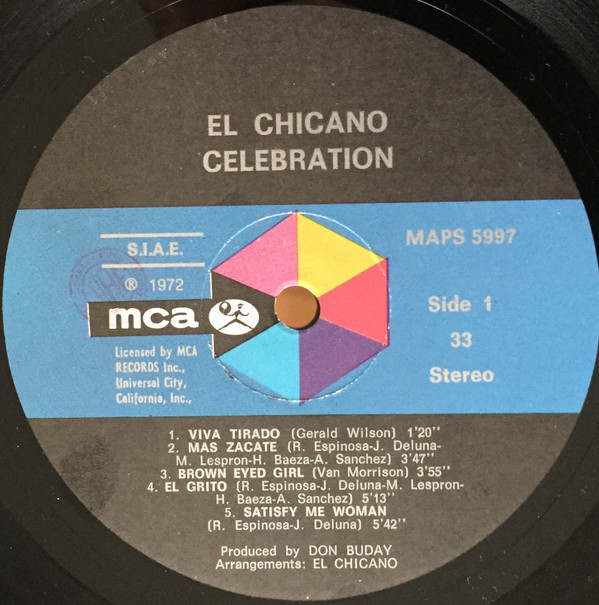 EL CHICANO
CELEBRATION
S.I.A.E.
℗ 1972
mca
Licensed by MCA
RECORDS Inc.,
Universal City,
California, Inc.,
MAPS 5997
Side 1
33
Stereo
1. VIVA TIRADO (Gerald Wilson) 1'20''
2. MAS ZACATE (R. Espinosa-J. Deluna-
M. Lespron-H. Baeza-A. Sanchez) 3'47''
3. BROWN EYED GIRL (Van Morrison) 3'55''
4. EL GRITO (R. Espinosa-J. Deluna-M. Lespron-
H. Baeza-A. Sanchez) 5'13''
5. SATISFY ME WOMAN
(R. Espinosa-J. Deluna) 5'42''
Produced by DON BUDAY
Arrangements: EL CHICANO